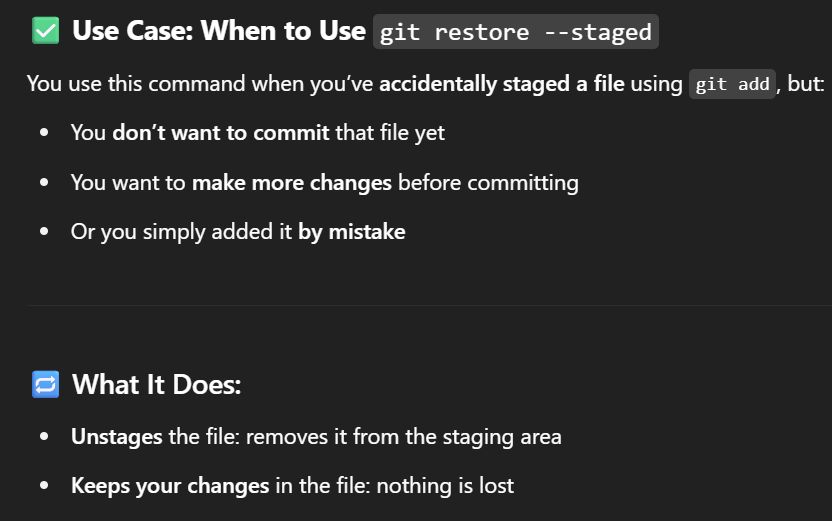 ✅ Use Case: When to Use git restore --staged
You use this command when you’ve accidentally staged a file using git add, but:
• You don’t want to commit that file yet
• You want to make more changes before committing
• Or you simply added it by mistake
🔁 What It Does:
• Unstages the file: removes it from the staging area
• Keeps your changes in the file: nothing is lost